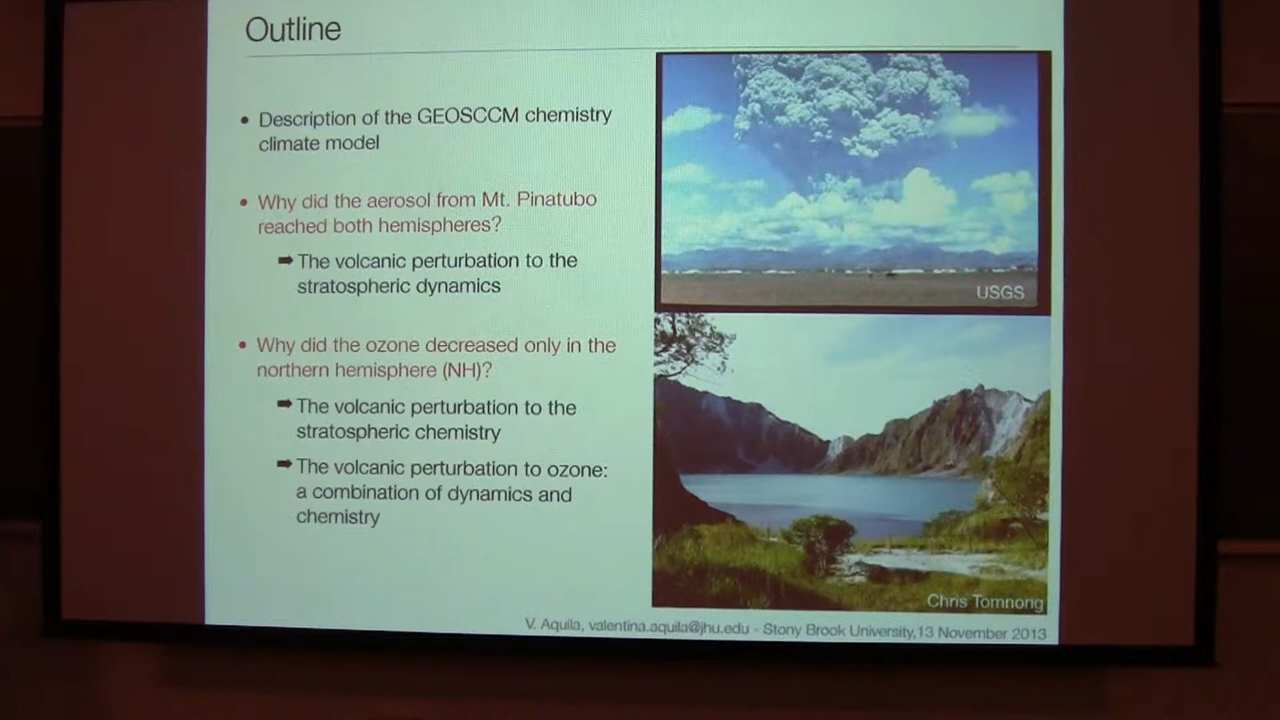 Outline
• Description of the GEOSCCM chemistry
climate model
• Why did the aerosol from Mt. Pinatubo
reached both hemispheres?
➡ The volcanic perturbation to the
stratospheric dynamics
• Why did the ozone decreased only in the
northern hemisphere (NH)?
➡ The volcanic perturbation to the
stratospheric chemistry
➡ The volcanic perturbation to ozone:
a combination of dynamics and
chemistry
USGS
Chris Tomnong
V. Aquila, valentina.aquila@jhu.edu - Stony Brook University,13 November 2013